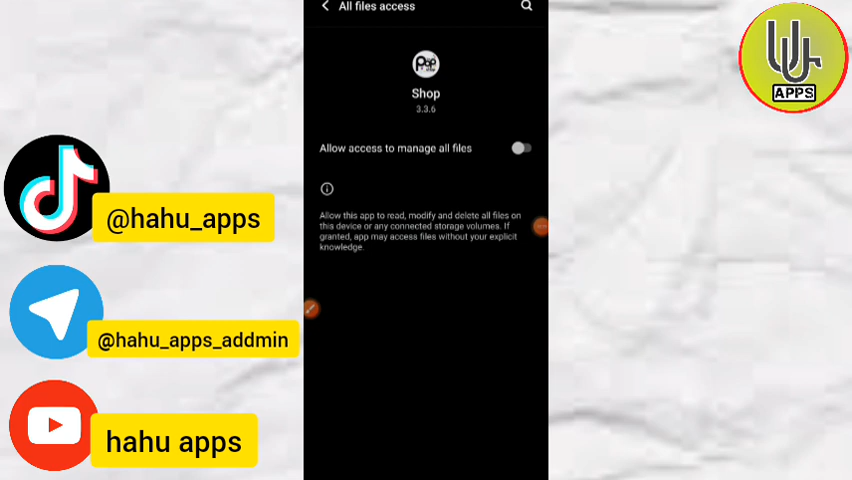 All files access
Pop
Shop
3.3.6
Allow access to manage all files
Allow this app to read, modify and delete all files on
this device or any connected storage volumes. If
granted, app may access files without your explicit
knowledge.
@hahu_apps
@hahu_apps_addmin
hahu apps
APPS